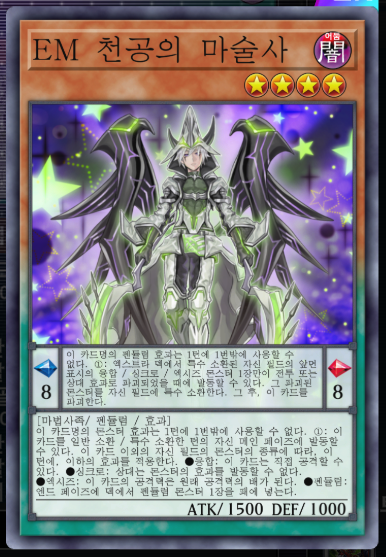 EM 천공의 마술사
어둠
闇
이 카드명의 펜듈럼 효과는 1턴에 1번밖에 사용할 수
없다. ①: 엑스트라 덱에서 특수 소환된 자신 필드의 앞면
표시의 융합 / 싱크로 / 엑시즈 몬스터 1장만이 전투 또는
상대 효과로 파괴되었을 때에 발동할 수 있다. 그 파괴된
몬스터를 자신 필드에 특수 소환한다. 그 후, 이 카드를
파괴한다.
8
8
[마법사족/ 펜듈럼 / 효과]
이 카드명의 몬스터 효과는 1턴에 1번밖에 사용할 수 없다. ①: 이
카드를 일반 소환 / 특수 소환한 턴의 자신 메인 페이즈에 발동할
수 있다. 이 카드 이외의 자신 필드의 몬스터의 종류에 따라, 이
턴에, 이하의 효과를 적용한다. ●융합: 이 카드는 직접 공격할 수
있다. ●싱크로: 상대는 몬스터의 효과를 발동할 수 없다.
●엑시즈: 이 카드의 공격력은 원래 공격력의 배가 된다. ●펜듈럼:
엔드 페이즈에 덱에서 펜듈럼 몬스터 1장을 패에 넣는다.
ATK/ 1500 DEF/ 1000